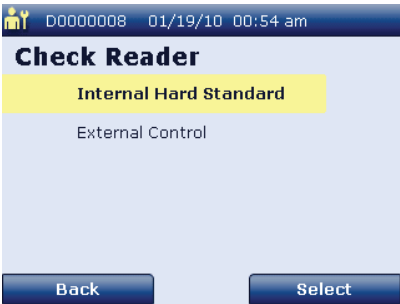 D0000008 01/19/10 00:54 am
Check Reader
Internal Hard Standard
External Control
Back Select